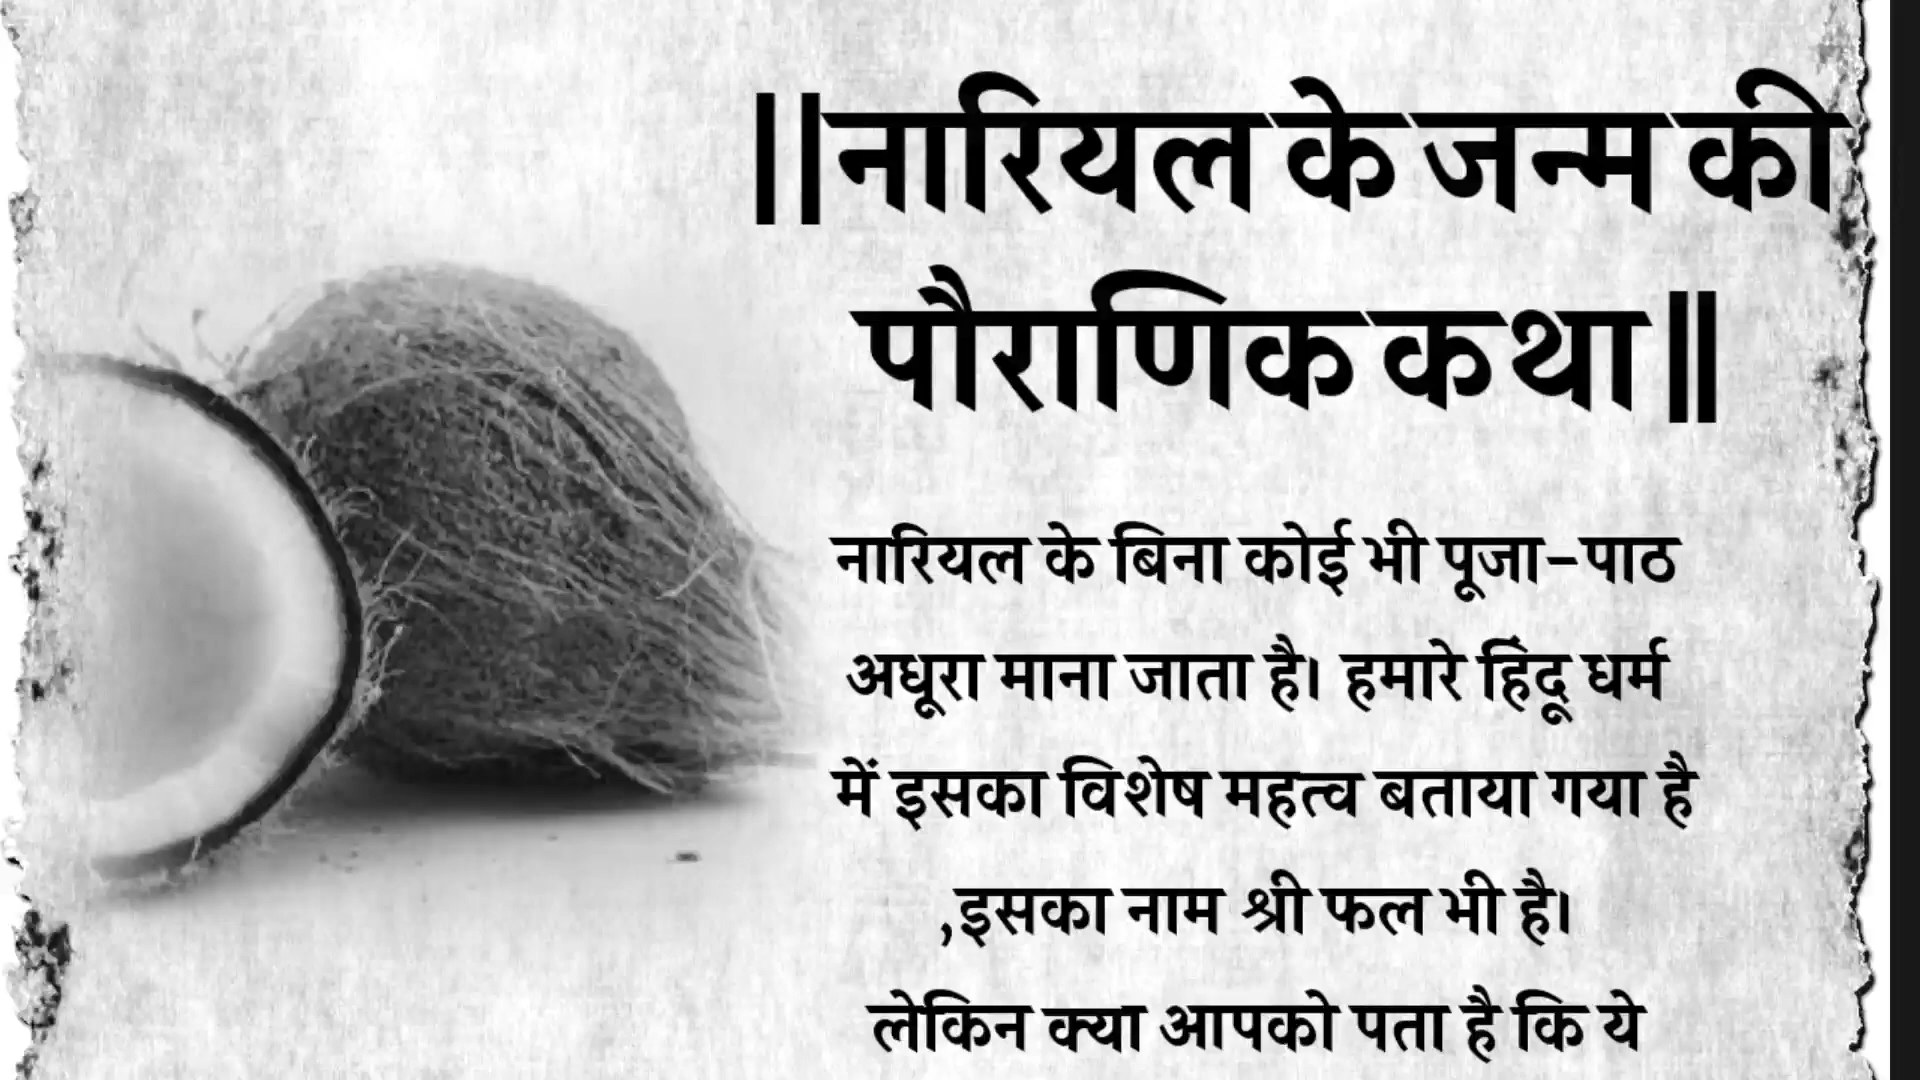 ||नारियल के जन्म की
पौराणिक कथा||
नारियल के बिना कोई भी पूजा-पाठ
अधूरा माना जाता है। हमारे हिंदू धर्म
में इसका विशेष महत्व बताया गया है
,इसका नाम श्री फल भी है।
लेकिन क्या आपको पता है कि ये